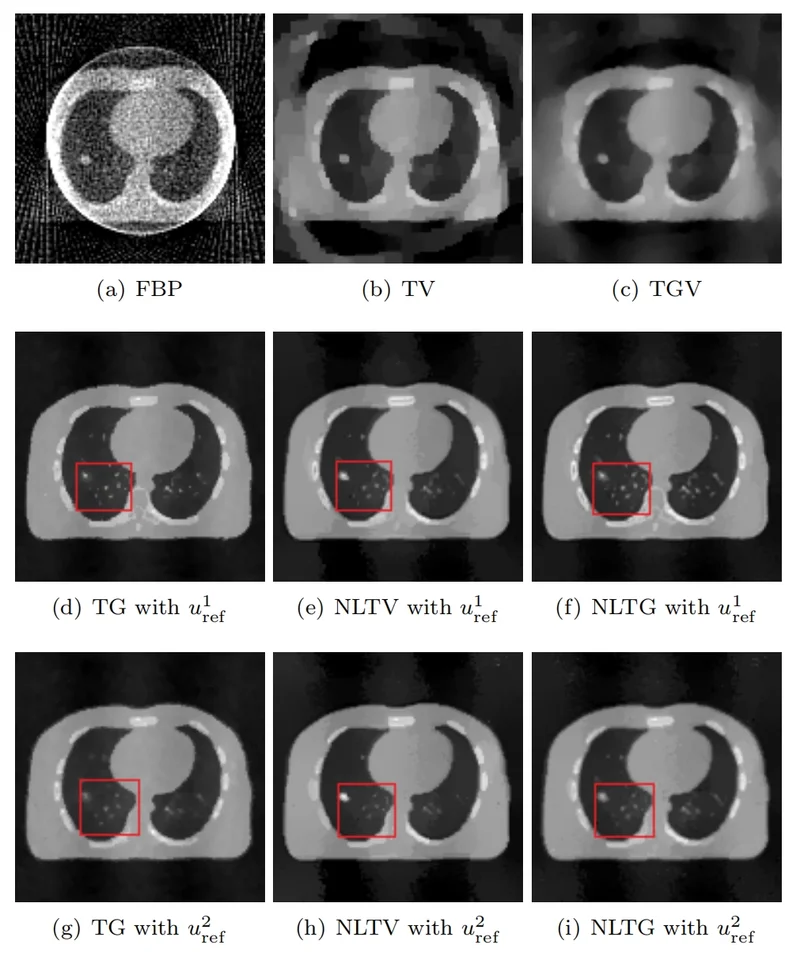 (a) FBP (b) TV (c) TGV
(d) TG with u¹ref (e) NLTV with u¹ref (f) NLTG with u¹ref
(g) TG with u²ref (h) NLTV with u²ref (i) NLTG with u²ref